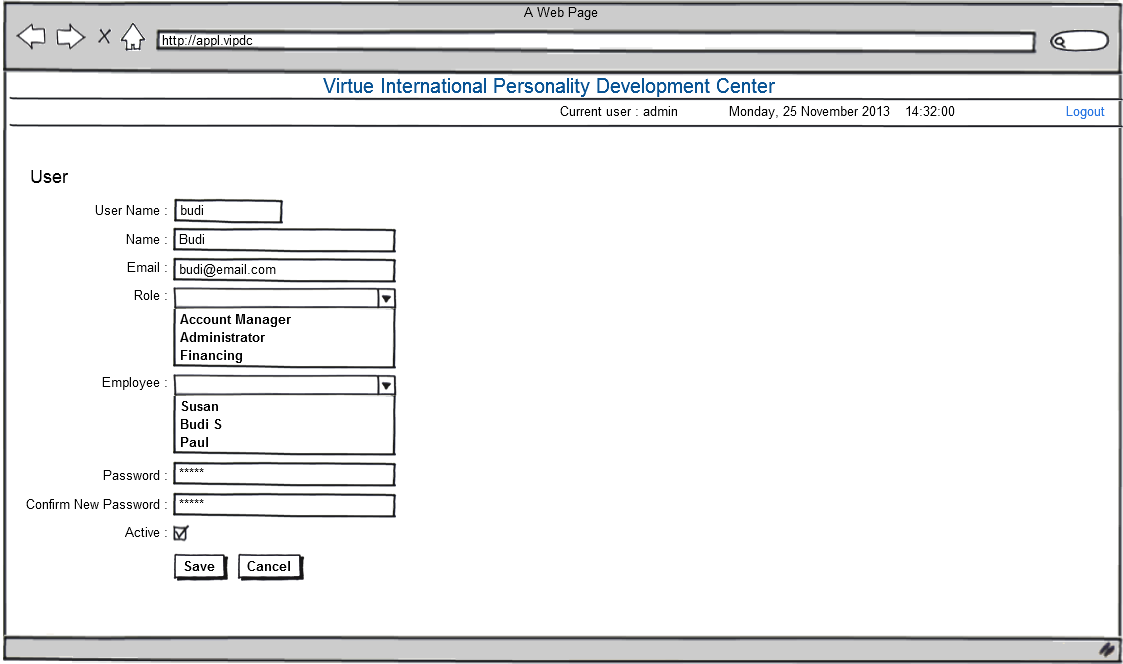 A Web Page
http://appl.vipdc
Virtue International Personality Development Center
Current user : admin Monday, 25 November 2013 14:32:00 Logout
User
User Name : budi
Name : Budi
Email : budi@email.com
Role :
Account Manager
Administrator
Financing
Employee :
Susan
Budi S
Paul
Password : *****
Confirm New Password : *****
Active :
Save Cancel